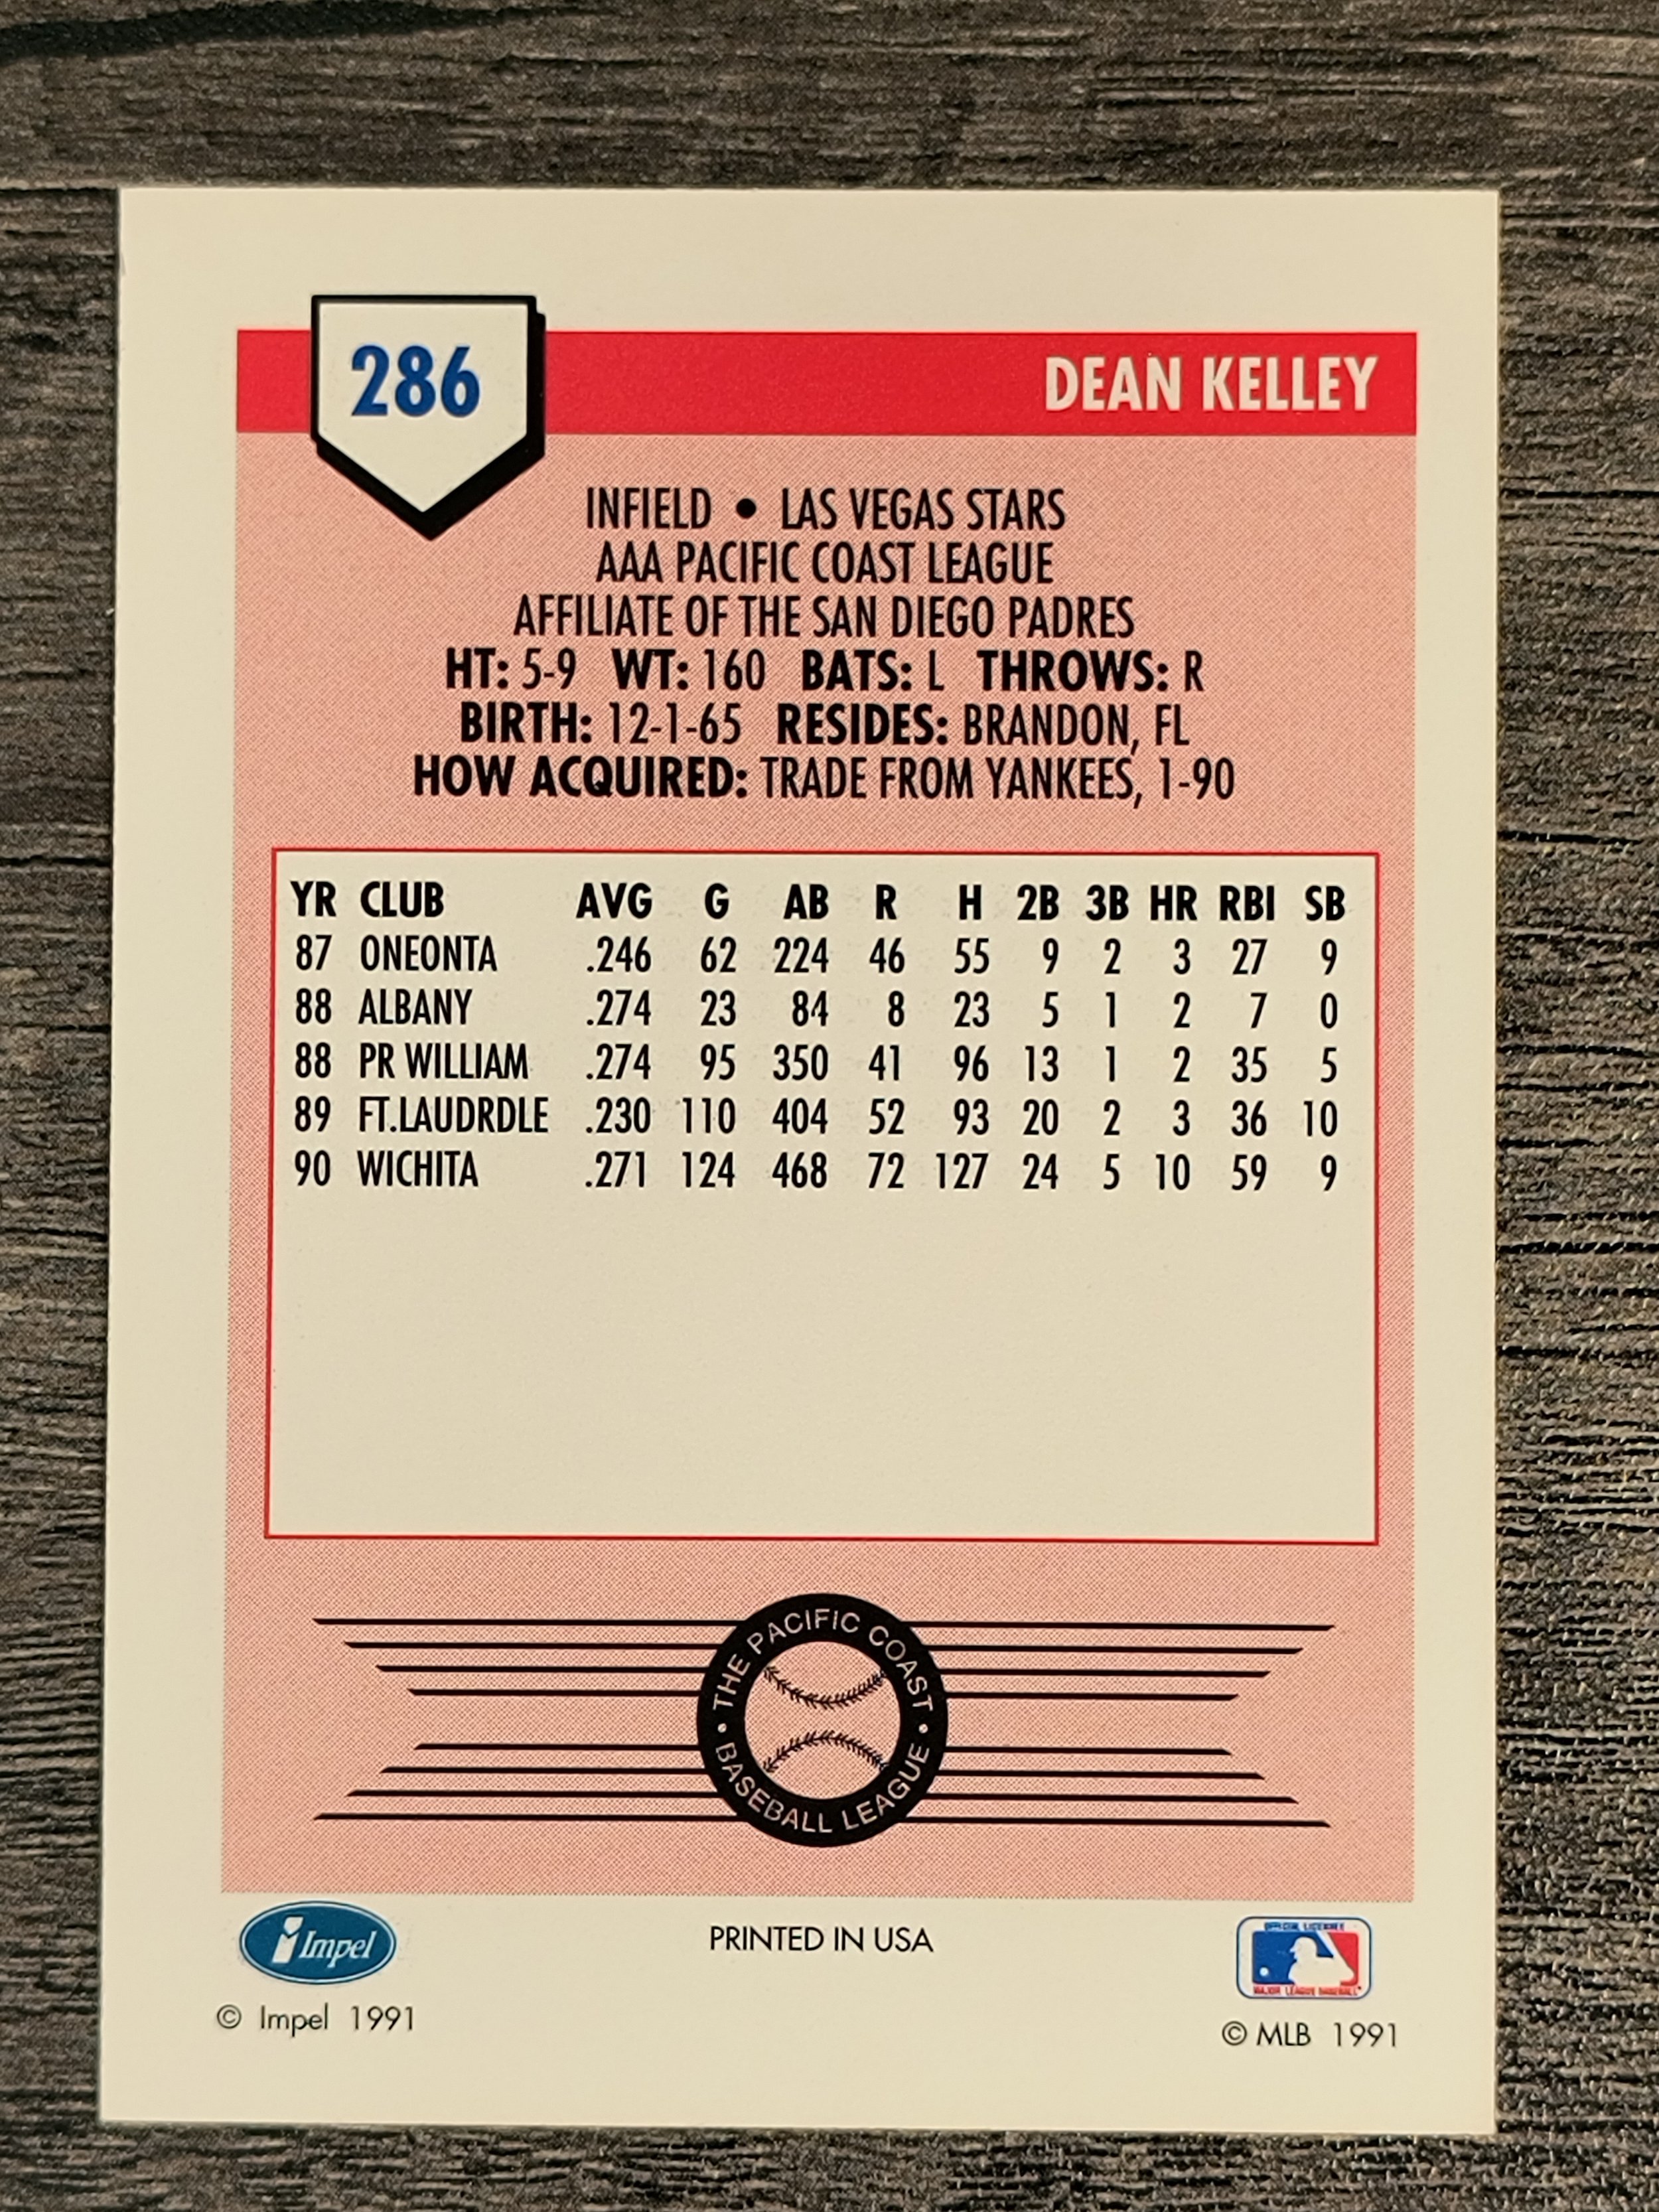 286
DEAN KELLEY
INFIELD • LAS VEGAS STARS
AAA PACIFIC COAST LEAGUE
AFFILIATE OF THE SAN DIEGO PADRES
HT: 5-9 WT: 160 BATS: L THROWS: R
BIRTH: 12-1-65 RESIDES: BRANDON, FL
HOW ACQUIRED: TRADE FROM YANKEES, 1-90
YR CLUB AVG G AB R H 2B 3B HR RBI SB
87 ONEONTA .246 62 224 46 55 9 2 3 27 9
88 ALBANY .274 23 84 8 23 5 1 2 7 0
88 PR WILLIAM .274 95 350 41 96 13 1 2 35 5
89 FT.LAUDRDLE .230 110 404 52 93 20 2 3 36 10
90 WICHITA .271 124 468 72 127 24 5 10 59 9
• THE PACIFIC COAST •
BASEBALL LEAGUE
Impel
PRINTED IN USA
OFFICIAL LICENSEE
MAJOR LEAGUE BASEBALL
© Impel 1991
© MLB 1991